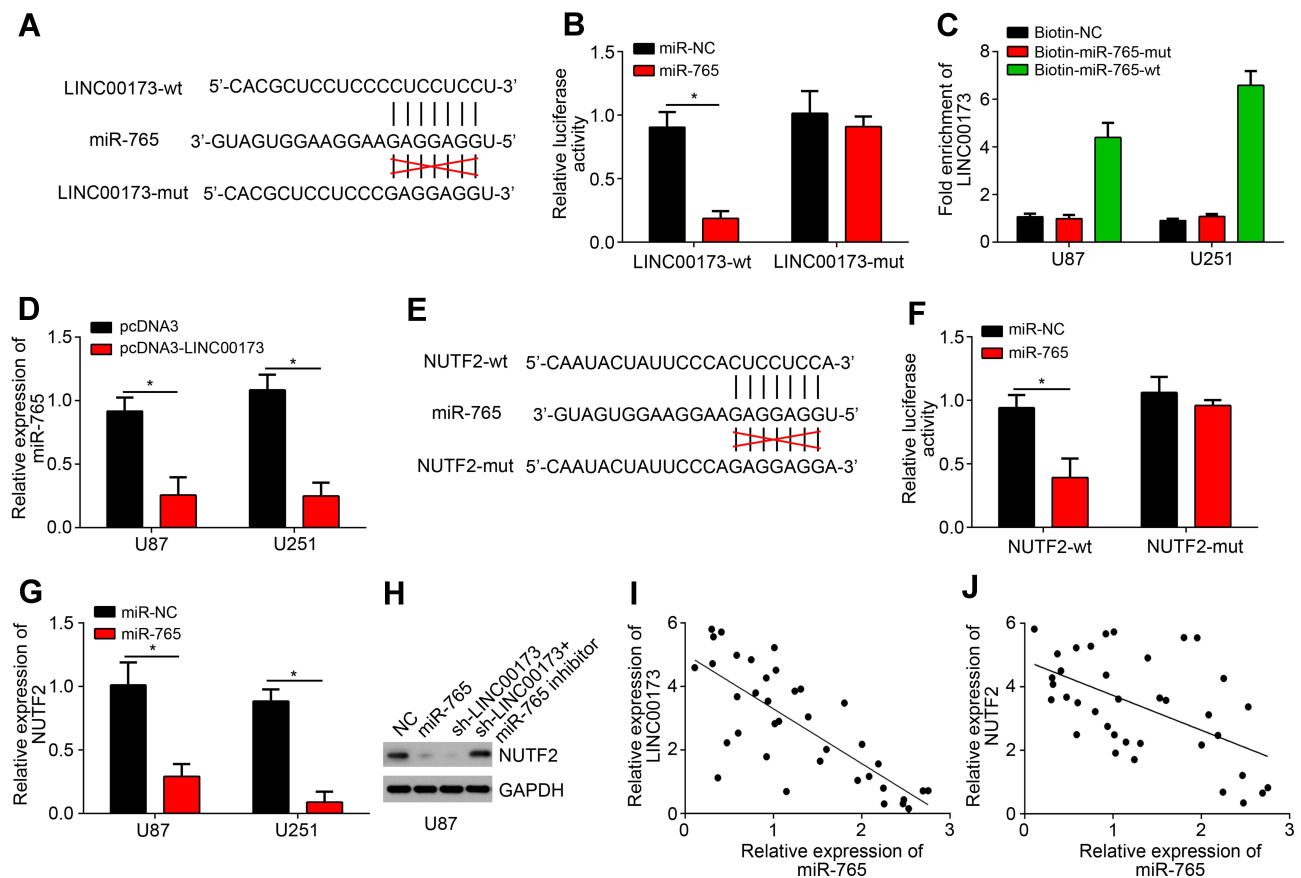 A
LINC00173-wt 5'-CACGCUCCUCCCCUCCUCCU-3'
miR-765 3'-GUAGUGGAAGGAAGAGGAGGU-5'
LINC00173-mut 5'-CACGCUCCUCCCGAGGAGGU-3'
B
miR-NC
miR-765
Relative luciferase
activity
1.5
1.0
0.5
0.0
*
LINC00173-wt LINC00173-mut
C
Biotin-NC
Biotin-miR-765-mut
Biotin-miR-765-wt
Fold enrichment of
LINC00173
8
6
4
2
0
U87 U251
D
pcDNA3
pcDNA3-LINC00173
Relative expression of
miR-765
1.5
1.0
0.5
0.0
* *
U87 U251
E
NUTF2-wt 5'-CAAUACUAUUCCCACUCCUCCA-3'
miR-765 3'-GUAGUGGAAGGAAGAGGAGGU-5'
NUTF2-mut 5'-CAAUACUAUUCCCAGAGGAGGA-3'
F
miR-NC
miR-765
Relative luciferase
activity
1.5
1.0
0.5
0.0
*
NUTF2-wt NUTF2-mut
G
miR-NC
miR-765
Relative expression of
NUTF2
1.5
1.0
0.5
0.0
* *
U87 U251
H
NC
miR-765
sh-LINC00173
sh-LINC00173+
miR-765 inhibitor
NUTF2
GAPDH
U87
I
Relative expression of
LINC00173
6
4
2
0
0 1 2 3
Relative expression of
miR-765
J
Relative expression of
NUTF2
6
4
2
0
0 1 2 3
Relative expression of
miR-765